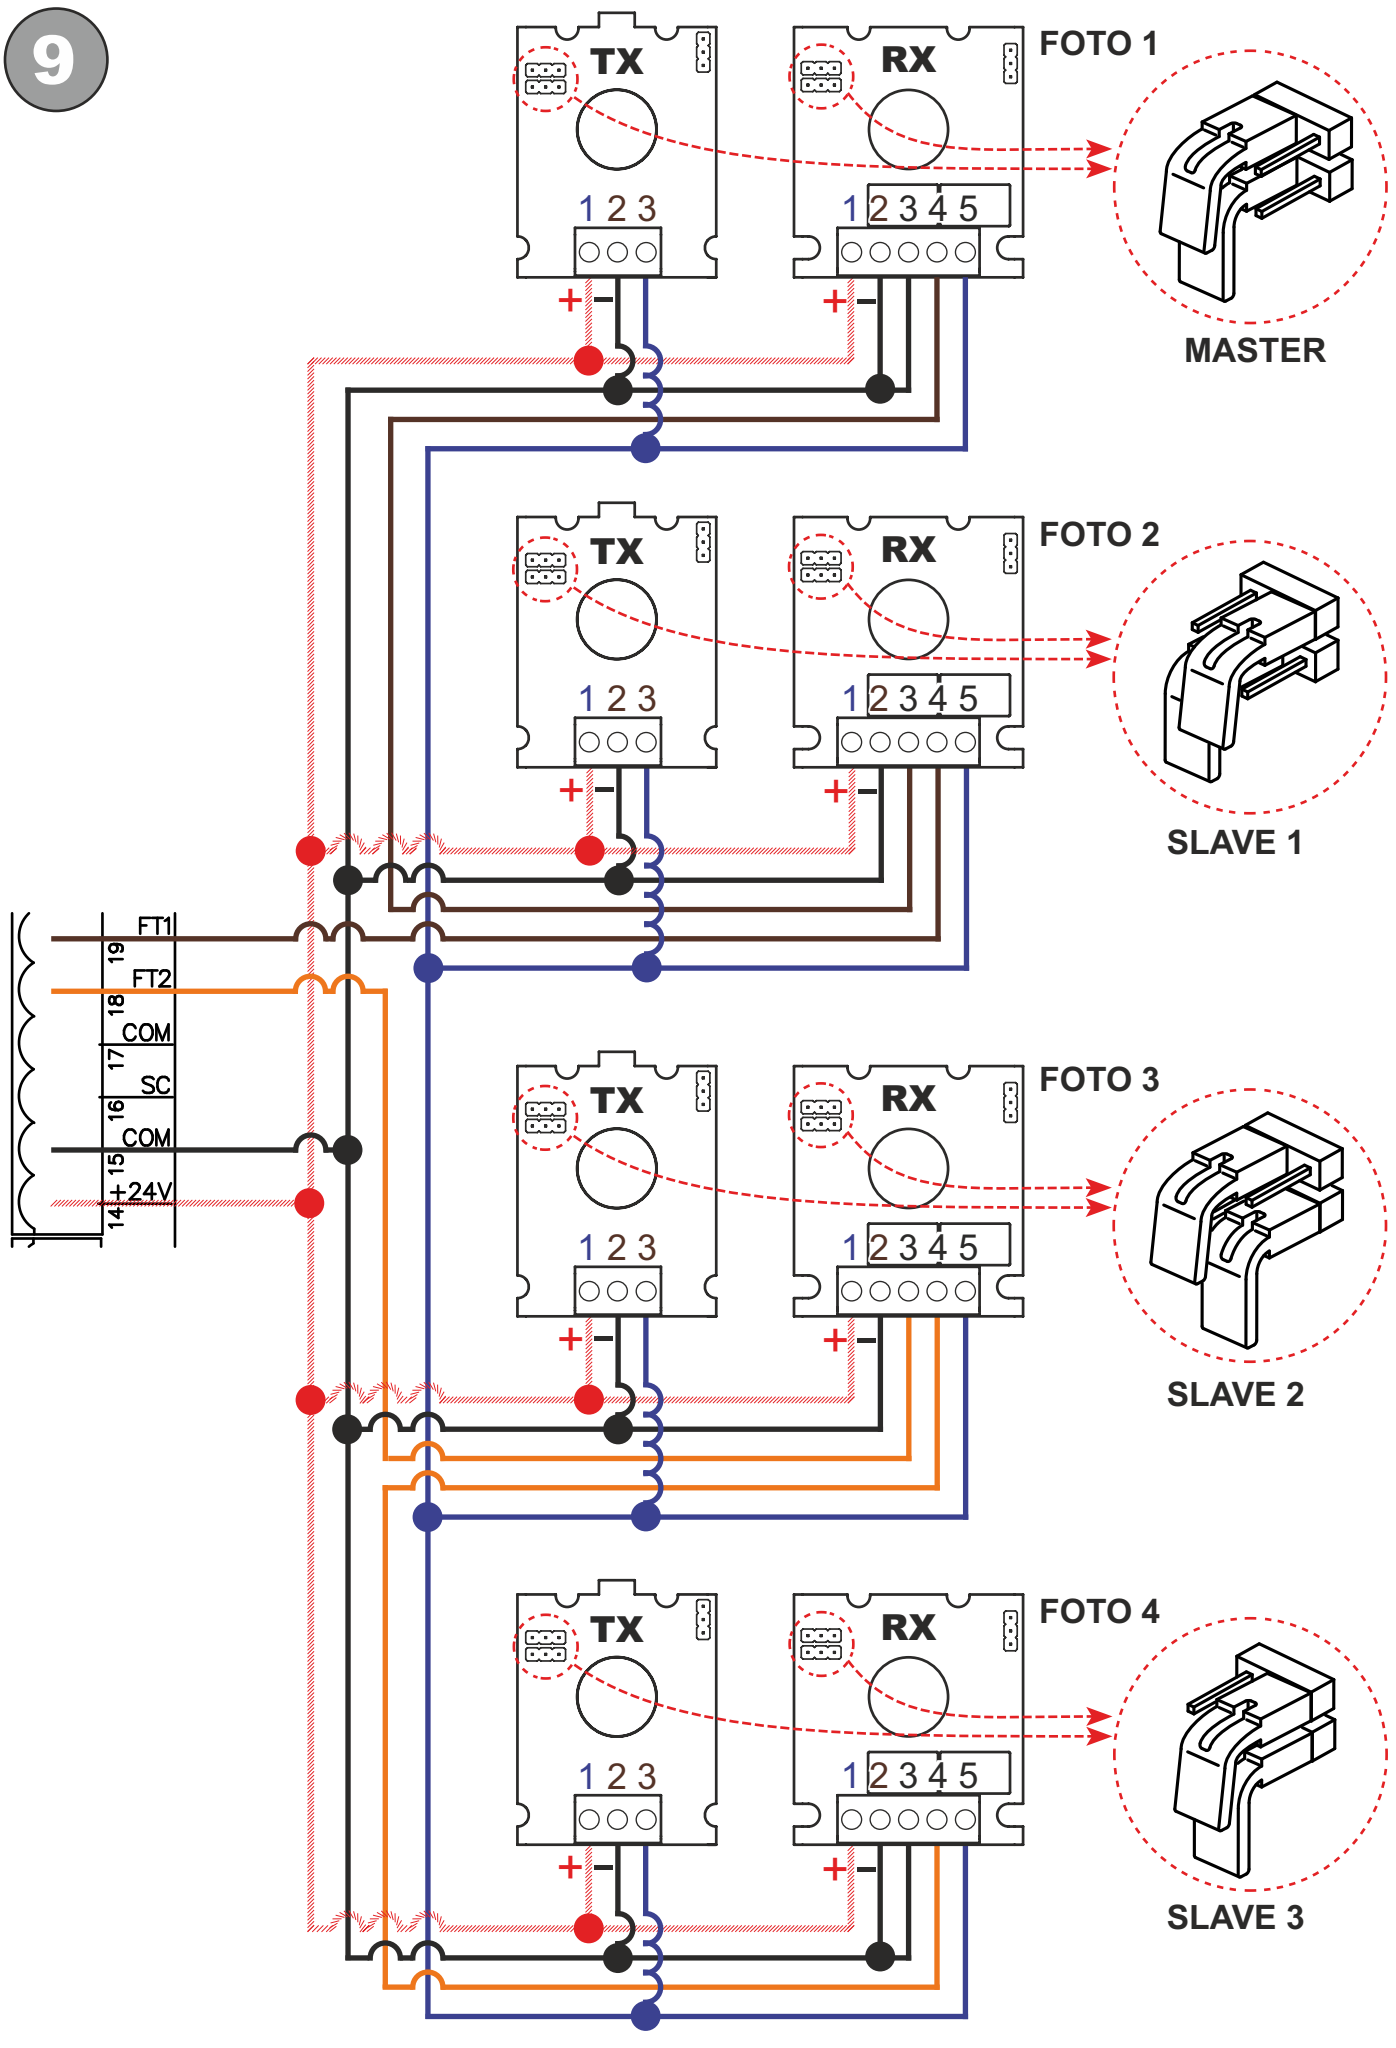 9
TX
RX
FOTO 1
1 2 3
1 2 3 4 5
+ −
+ −
MASTER
TX
RX
FOTO 2
1 2 3
1 2 3 4 5
+ −
+ −
SLAVE 1
FT1
19
FT2
18
COM
17
SC
16
COM
15
+24V
14
TX
RX
FOTO 3
1 2 3
1 2 3 4 5
+ −
+ −
SLAVE 2
TX
RX
FOTO 4
1 2 3
1 2 3 4 5
+ −
+ −
SLAVE 3